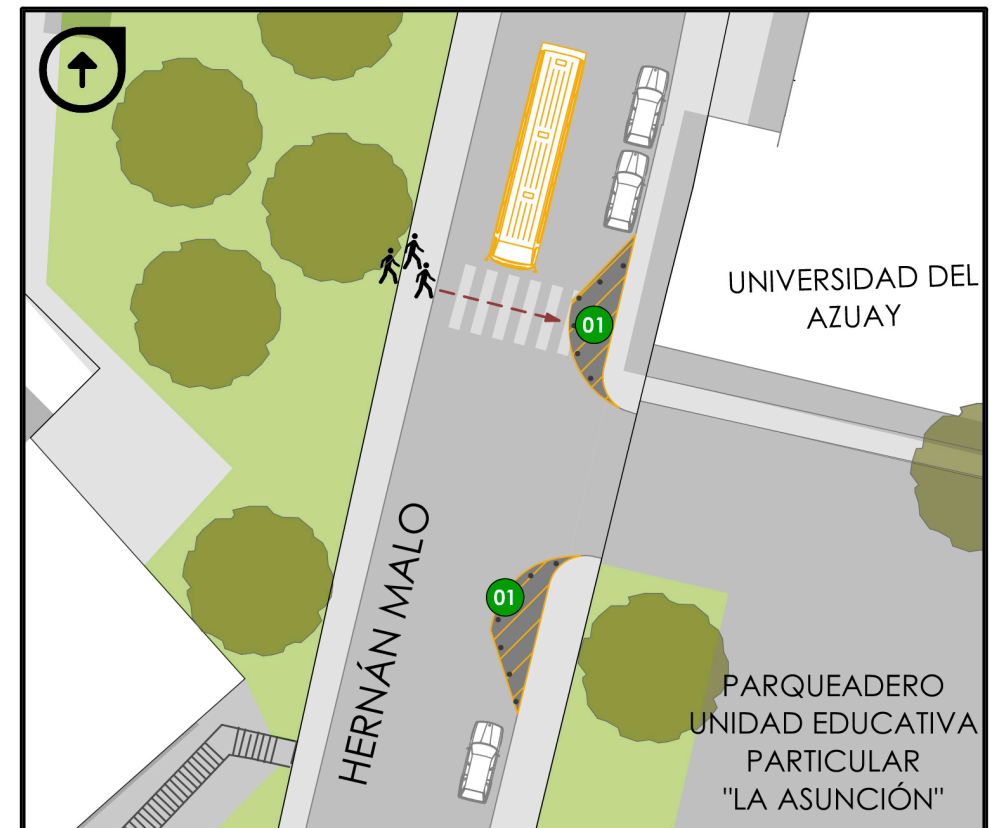 UNIVERSIDAD DEL
AZUAY
01
01
HERNÁN MALO
PARQUEADERO
UNIDAD EDUCATIVA
PARTICULAR
"LA ASUNCIÓN"